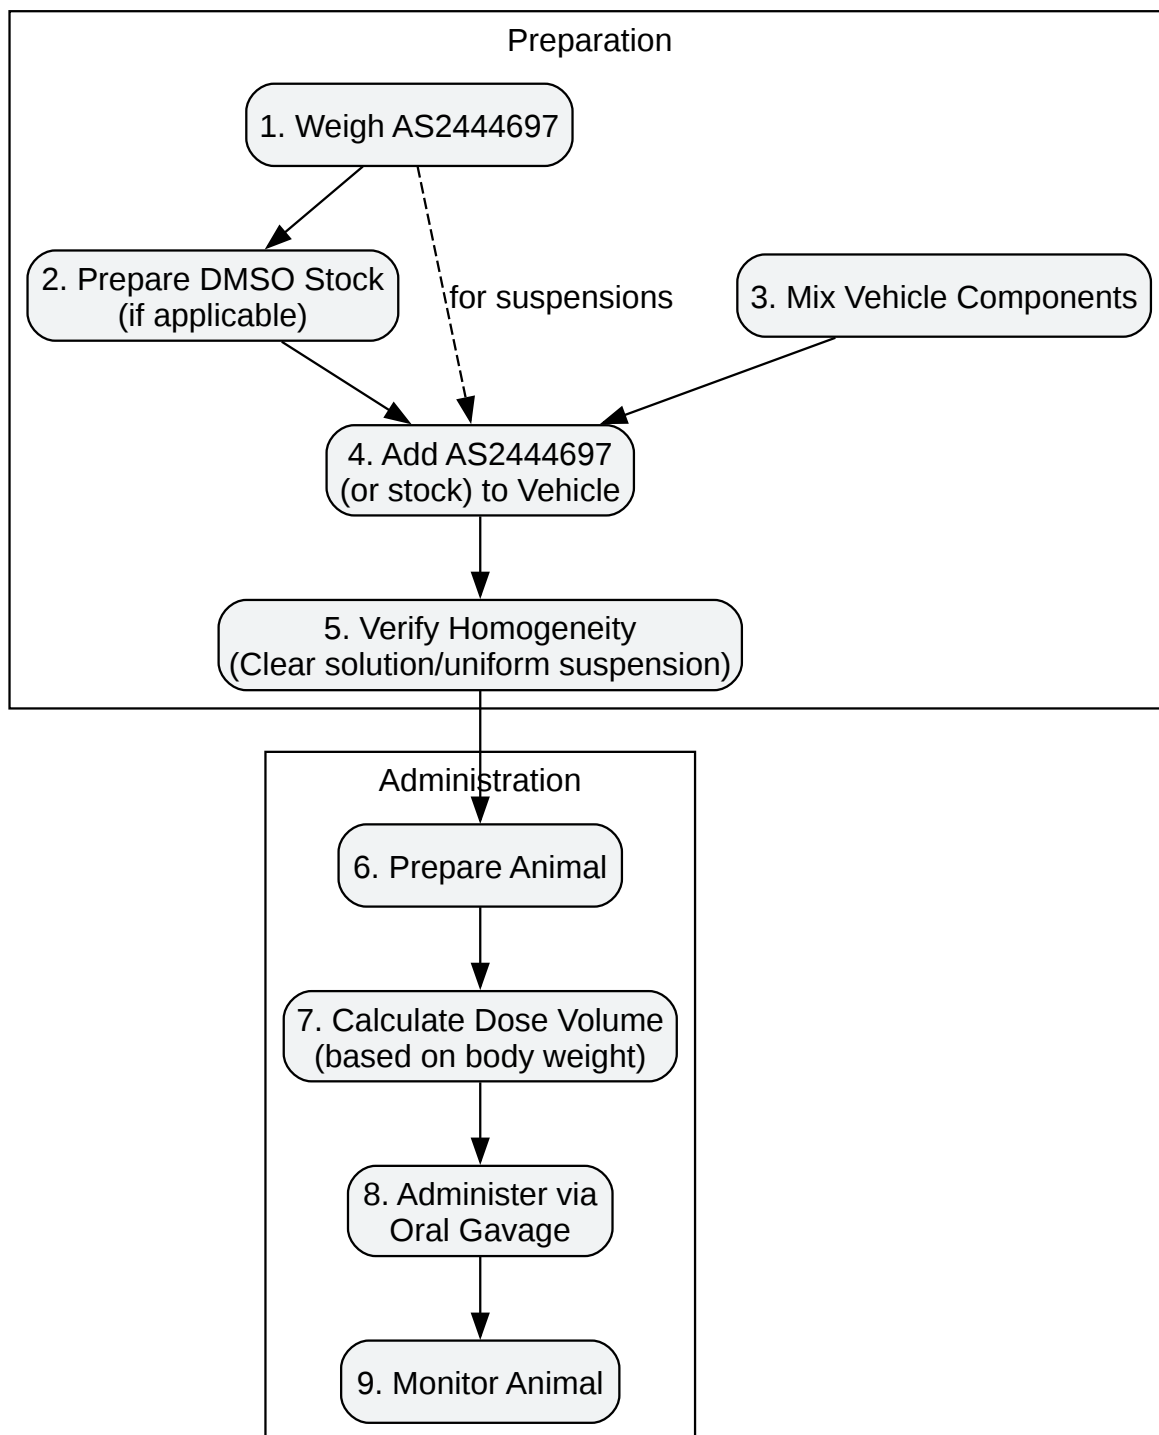 Preparation
1. Weigh AS2444697
2. Prepare DMSO Stock
(if applicable)
for suspensions
3. Mix Vehicle Components
4. Add AS2444697
(or stock) to Vehicle
5. Verify Homogeneity
(Clear solution/uniform suspension)
Administration
6. Prepare Animal
7. Calculate Dose Volume
(based on body weight)
8. Administer via
Oral Gavage
9. Monitor Animal